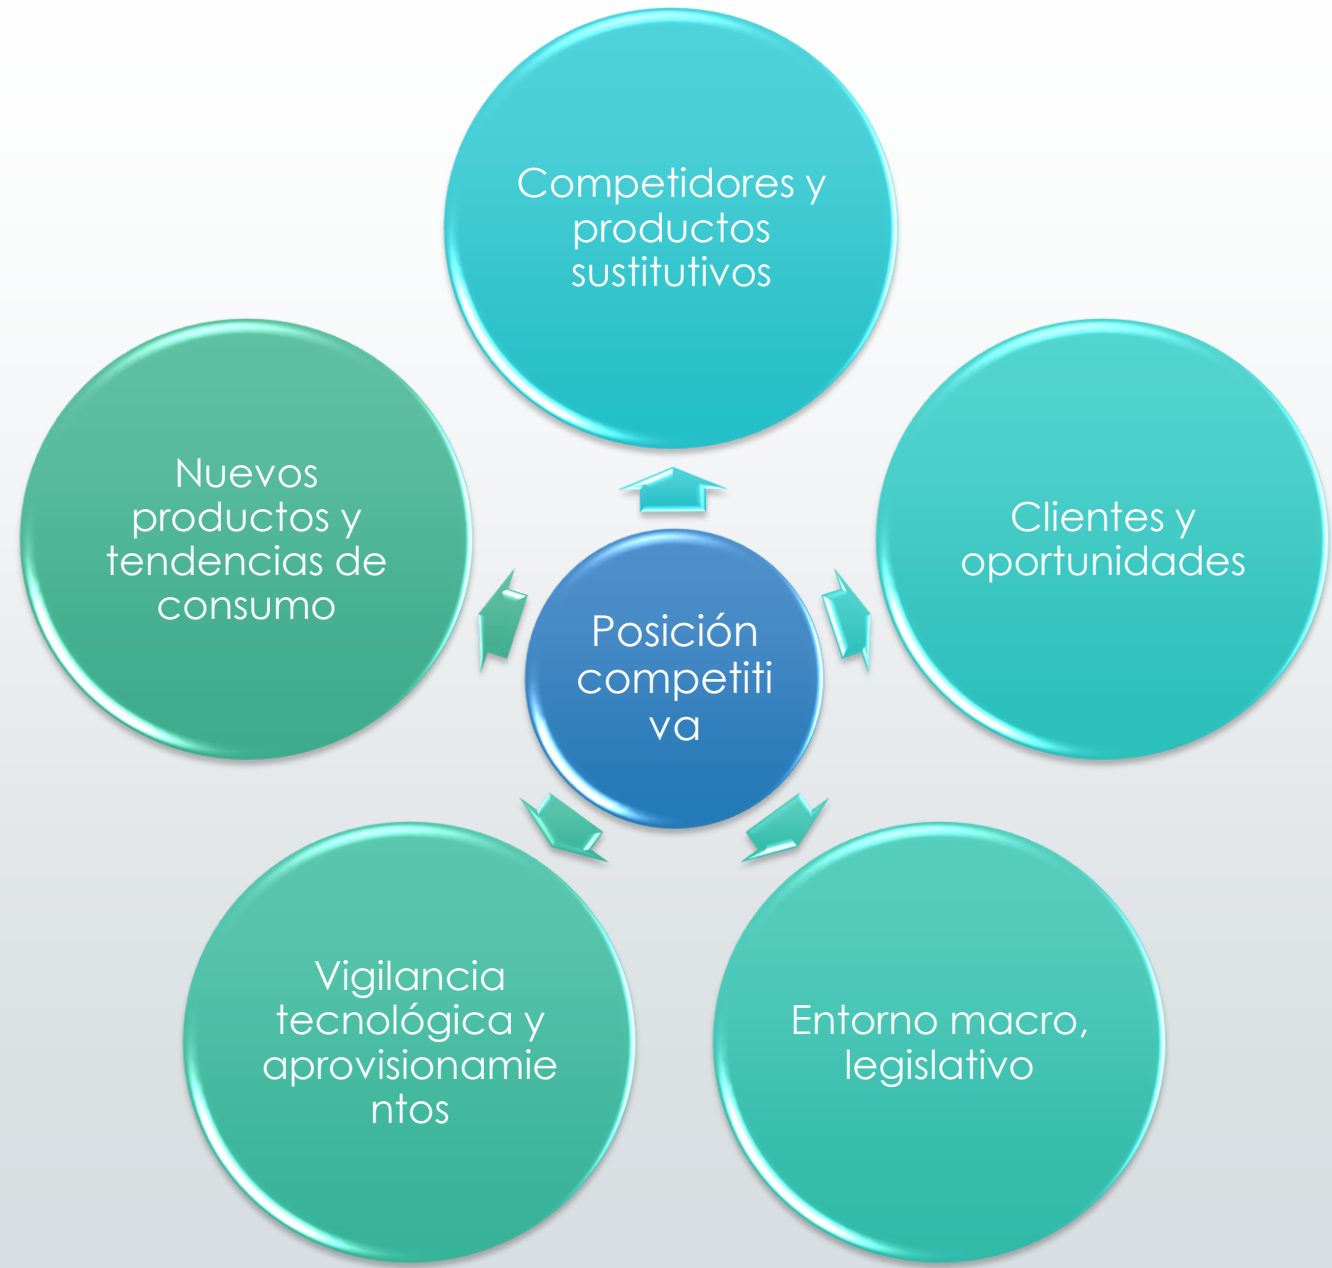 Competidores y
productos
sustitutivos
Clientes y
oportunidades
Entorno macro,
legislativo
Vigilancia
tecnológica y
aprovisionamie
ntos
Nuevos
productos y
tendencias de
consumo
Posición
competiti
va